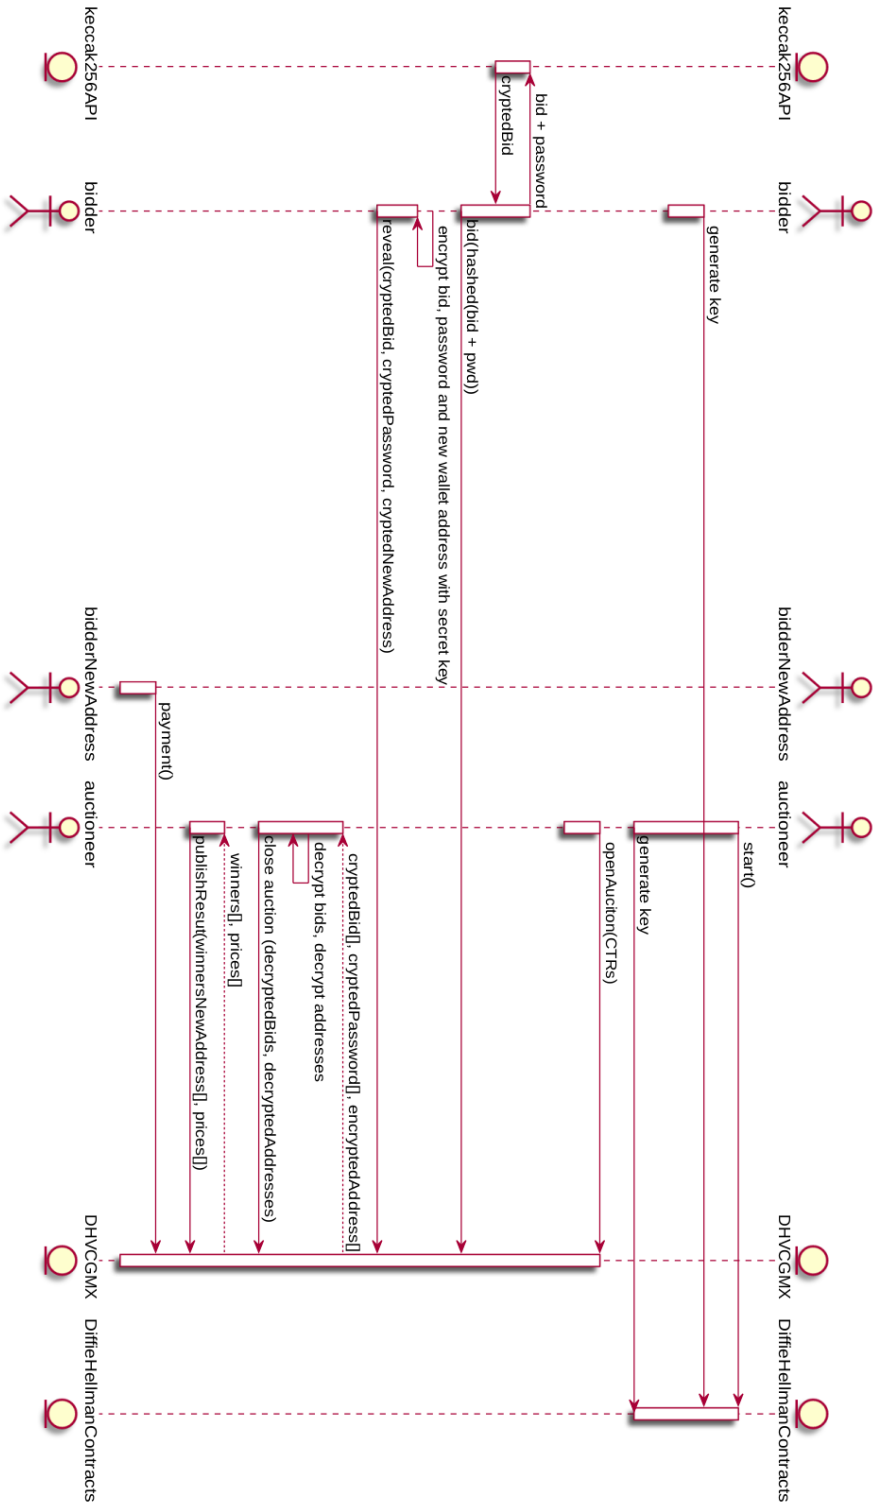 keccak256API
bidder
bidderNewAddress
auctioneer
DHVCGMX
DiffieHellmanContracts
start()
generate key
generate key
openAuciton(CTRs)
bid + password
cryptedBid
bid(hashed(bid + pwd))
encrypt bid, password and new wallet address with secret key
reveal(cryptedBid, cryptedPassword, cryptedNewAddress)
cryptedBid[], cryptedPassword[], encryptedAddress[]
decrypt bids, decrypt addresses
close auction (decryptedBids, decryptedAddresses)
winners[], prices[]
publishResut(winnersNewAddress[], prices[])
payment()
keccak256API
bidder
bidderNewAddress
auctioneer
DHVCGMX
DiffieHellmanContracts